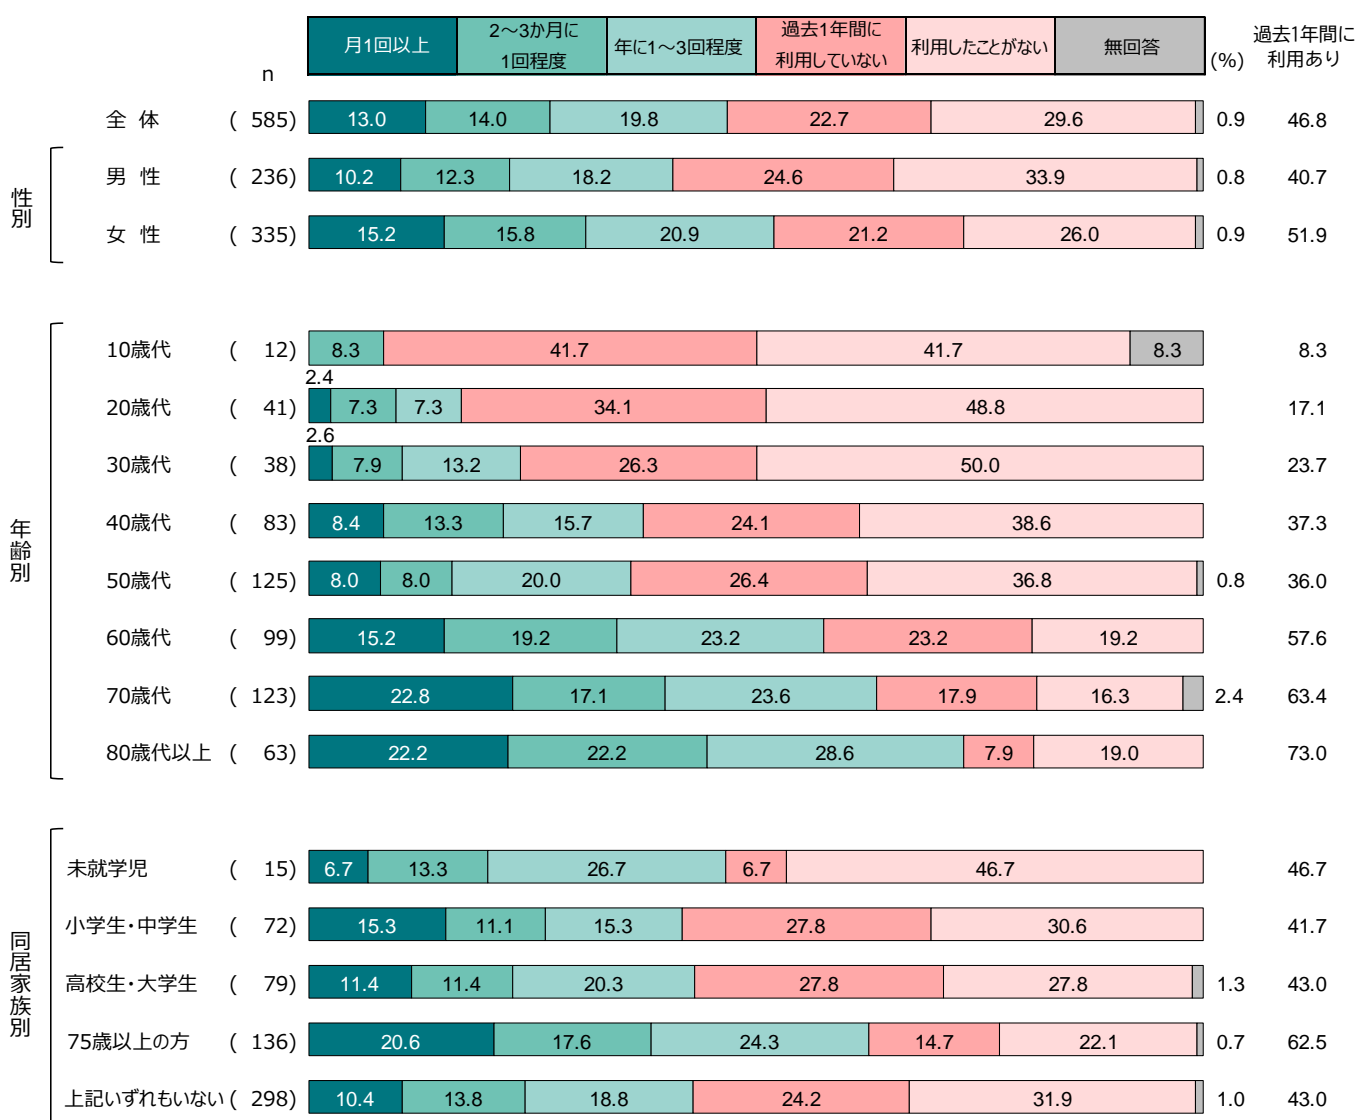 月1回以上
2～3か月に
1回程度
年に1～3回程度
過去1年間に
利用していない
利用したことがない
無回答
(%)
過去1年間に
利用あり
n
全 体 ( 585) 13.0 14.0 19.8 22.7 29.6 0.9 46.8
性別
男 性 ( 236) 10.2 12.3 18.2 24.6 33.9 0.8 40.7
女 性 ( 335) 15.2 15.8 20.9 21.2 26.0 0.9 51.9
年齢別
10歳代 ( 12) 8.3 41.7 41.7 8.3 8.3
2.4
20歳代 ( 41) 7.3 7.3 34.1 48.8 17.1
2.6
30歳代 ( 38) 7.9 13.2 26.3 50.0 23.7
40歳代 ( 83) 8.4 13.3 15.7 24.1 38.6 37.3
50歳代 ( 125) 8.0 8.0 20.0 26.4 36.8 0.8 36.0
60歳代 ( 99) 15.2 19.2 23.2 23.2 19.2 57.6
70歳代 ( 123) 22.8 17.1 23.6 17.9 16.3 2.4 63.4
80歳代以上 ( 63) 22.2 22.2 28.6 7.9 19.0 73.0
同居家族別
未就学児 ( 15) 6.7 13.3 26.7 6.7 46.7 46.7
小学生・中学生 ( 72) 15.3 11.1 15.3 27.8 30.6 41.7
高校生・大学生 ( 79) 11.4 11.4 20.3 27.8 27.8 1.3 43.0
75歳以上の方 ( 136) 20.6 17.6 24.3 14.7 22.1 0.7 62.5
上記いずれもいない ( 298) 10.4 13.8 18.8 24.2 31.9 1.0 43.0